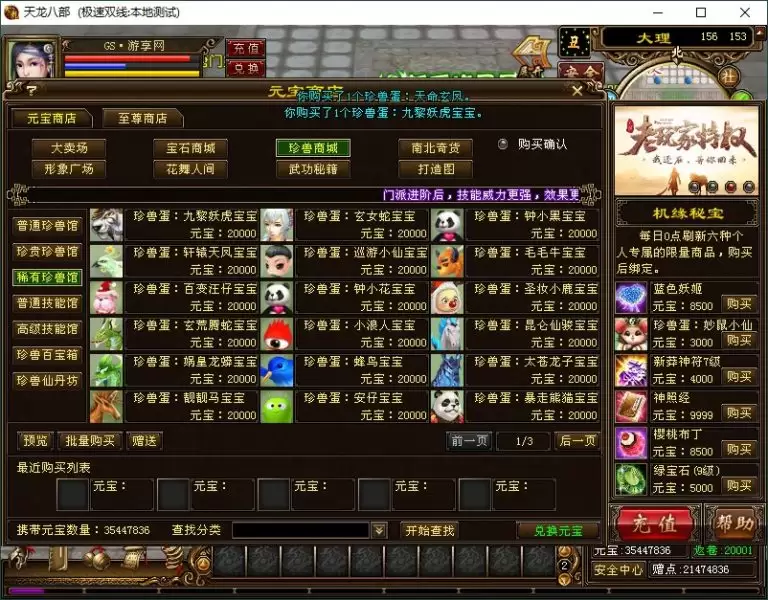 天龙八部 (极速双线:本地测试)
GS·游享网
充值
兑换
门
丑
大理 156 153
北
安全
社
元宝商店
你购买了1个珍兽蛋：天命玄凤。
你购买了1个珍兽蛋：九黎妖虎宝宝。
元宝商店 至尊商店
大卖场 宝石商城 珍兽商城 南北奇货 购买确认
形象广场 花舞人间 武功秘籍 打造图
门派进阶后，技能威力更强，效果更
普通珍兽馆
珍贵珍兽馆
稀有珍兽馆
普通技能馆
高级技能馆
珍兽百宝箱
珍兽仙丹坊
珍兽蛋：九黎妖虎宝宝 珍兽蛋：玄女蛇宝宝 珍兽蛋：钟小黑宝宝
元宝：20000 元宝：20000 元宝：20000
珍兽蛋：轩辕天凤宝宝 珍兽蛋：巡游小仙宝宝 珍兽蛋：毛毛牛宝宝
元宝：20000 元宝：20000 元宝：20000
珍兽蛋：百变汪仔宝宝 珍兽蛋：钟小花宝宝 珍兽蛋：圣妆小鹿宝宝
元宝：20000 元宝：20000 元宝：20000
珍兽蛋：玄荒腾蛇宝宝 珍兽蛋：小浪人宝宝 珍兽蛋：昆仑仙骏宝宝
元宝：20000 元宝：20000 元宝：20000
珍兽蛋：娲皇龙蟒宝宝 珍兽蛋：蜂鸟宝宝 珍兽蛋：太苍龙子宝宝
元宝：20000 元宝：20000 元宝：20000
珍兽蛋：靓靓马宝宝 珍兽蛋：安仔宝宝 珍兽蛋：暴走熊猫宝宝
元宝：20000 元宝：20000 元宝：20000
预览 批量购买 赠送 前一页 1/3 后一页
最近购买列表
元宝： 元宝： 元宝： 元宝： 元宝：
携带元宝数量：35447836 查找分类 开始查找 兑换元宝
老玩家特权
机缘秘宝
每日0点刷新六种个
人专属的限量商品，购买
后绑定。
蓝色妖姬
元宝：8500 购买
珍兽蛋：妙鼠小仙
元宝：3000 购买
新莽神符7级
元宝：4000 购买
神照经
元宝：9999 购买
樱桃布丁
元宝：8500 购买
绿宝石(9级)
元宝：5000 购买
充值 帮助
元宝：35447836 返卷：20001
安全中心 赠点：21474836
2